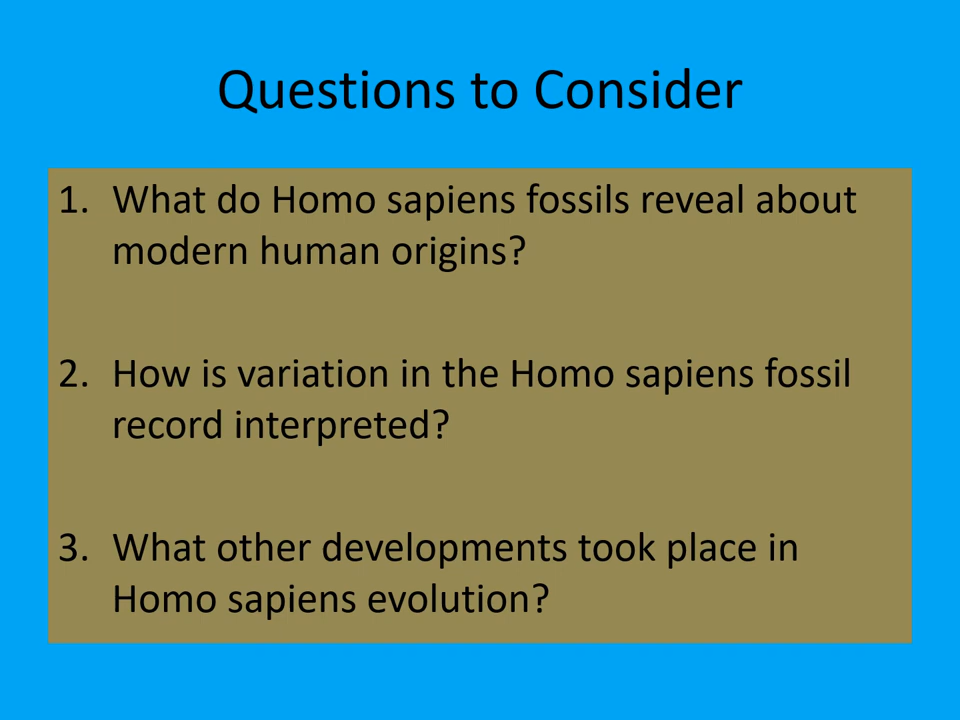 Questions to Consider
1. What do Homo sapiens fossils reveal about
modern human origins?
2. How is variation in the Homo sapiens fossil
record interpreted?
3. What other developments took place in
Homo sapiens evolution?